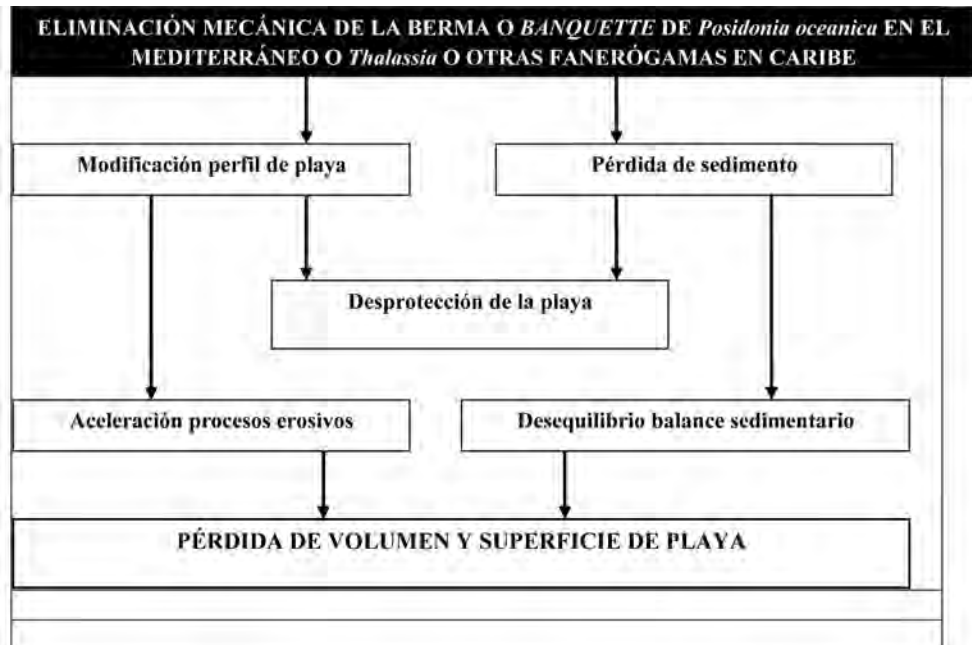 ELIMINACIÓN MECÁNICA DE LA BERMA O BANQUETTE DE Posidonia oceanica EN EL
MEDITERRÁNEO O Thalassia O OTRAS FANERÓGAMAS EN CARIBE
Modificación perfil de playa
Pérdida de sedimento
Desprotección de la playa
Aceleración procesos erosivos
Desequilibrio balance sedimentario
PÉRDIDA DE VOLUMEN Y SUPERFICIE DE PLAYA